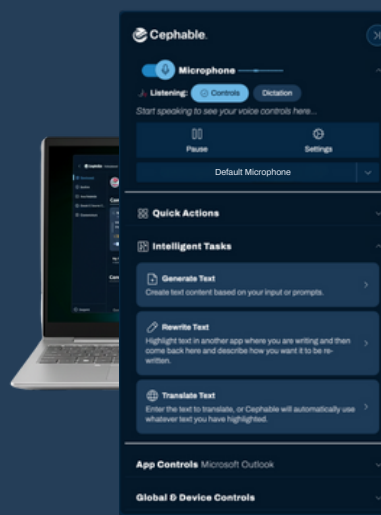 Cephable.
Microphone
Listening: Controls Dictation
Start speaking to see your voice controls here...
Pause Settings
Default Microphone
Quick Actions
Intelligent Tasks
Generate Text
Create text content based on your input or prompts.
Rewrite Text
Highlight text in another app where you are writing and then
come back here and describe how you want it to be re-
written.
Translate Text
Enter the text to translate, or Cephable will automatically use
whatever text you have highlighted.
App Controls Microsoft Outlook
Global & Device Controls